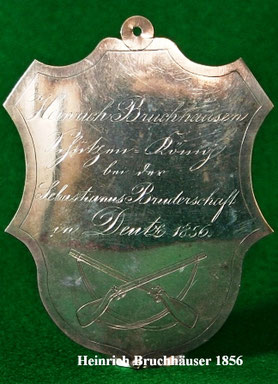 Heinrich Bruchhausen
Schützen-König
bei der
Sebastianus Bruderschaft
in Deutz 1856.
Heinrich Bruchhäuser 1856